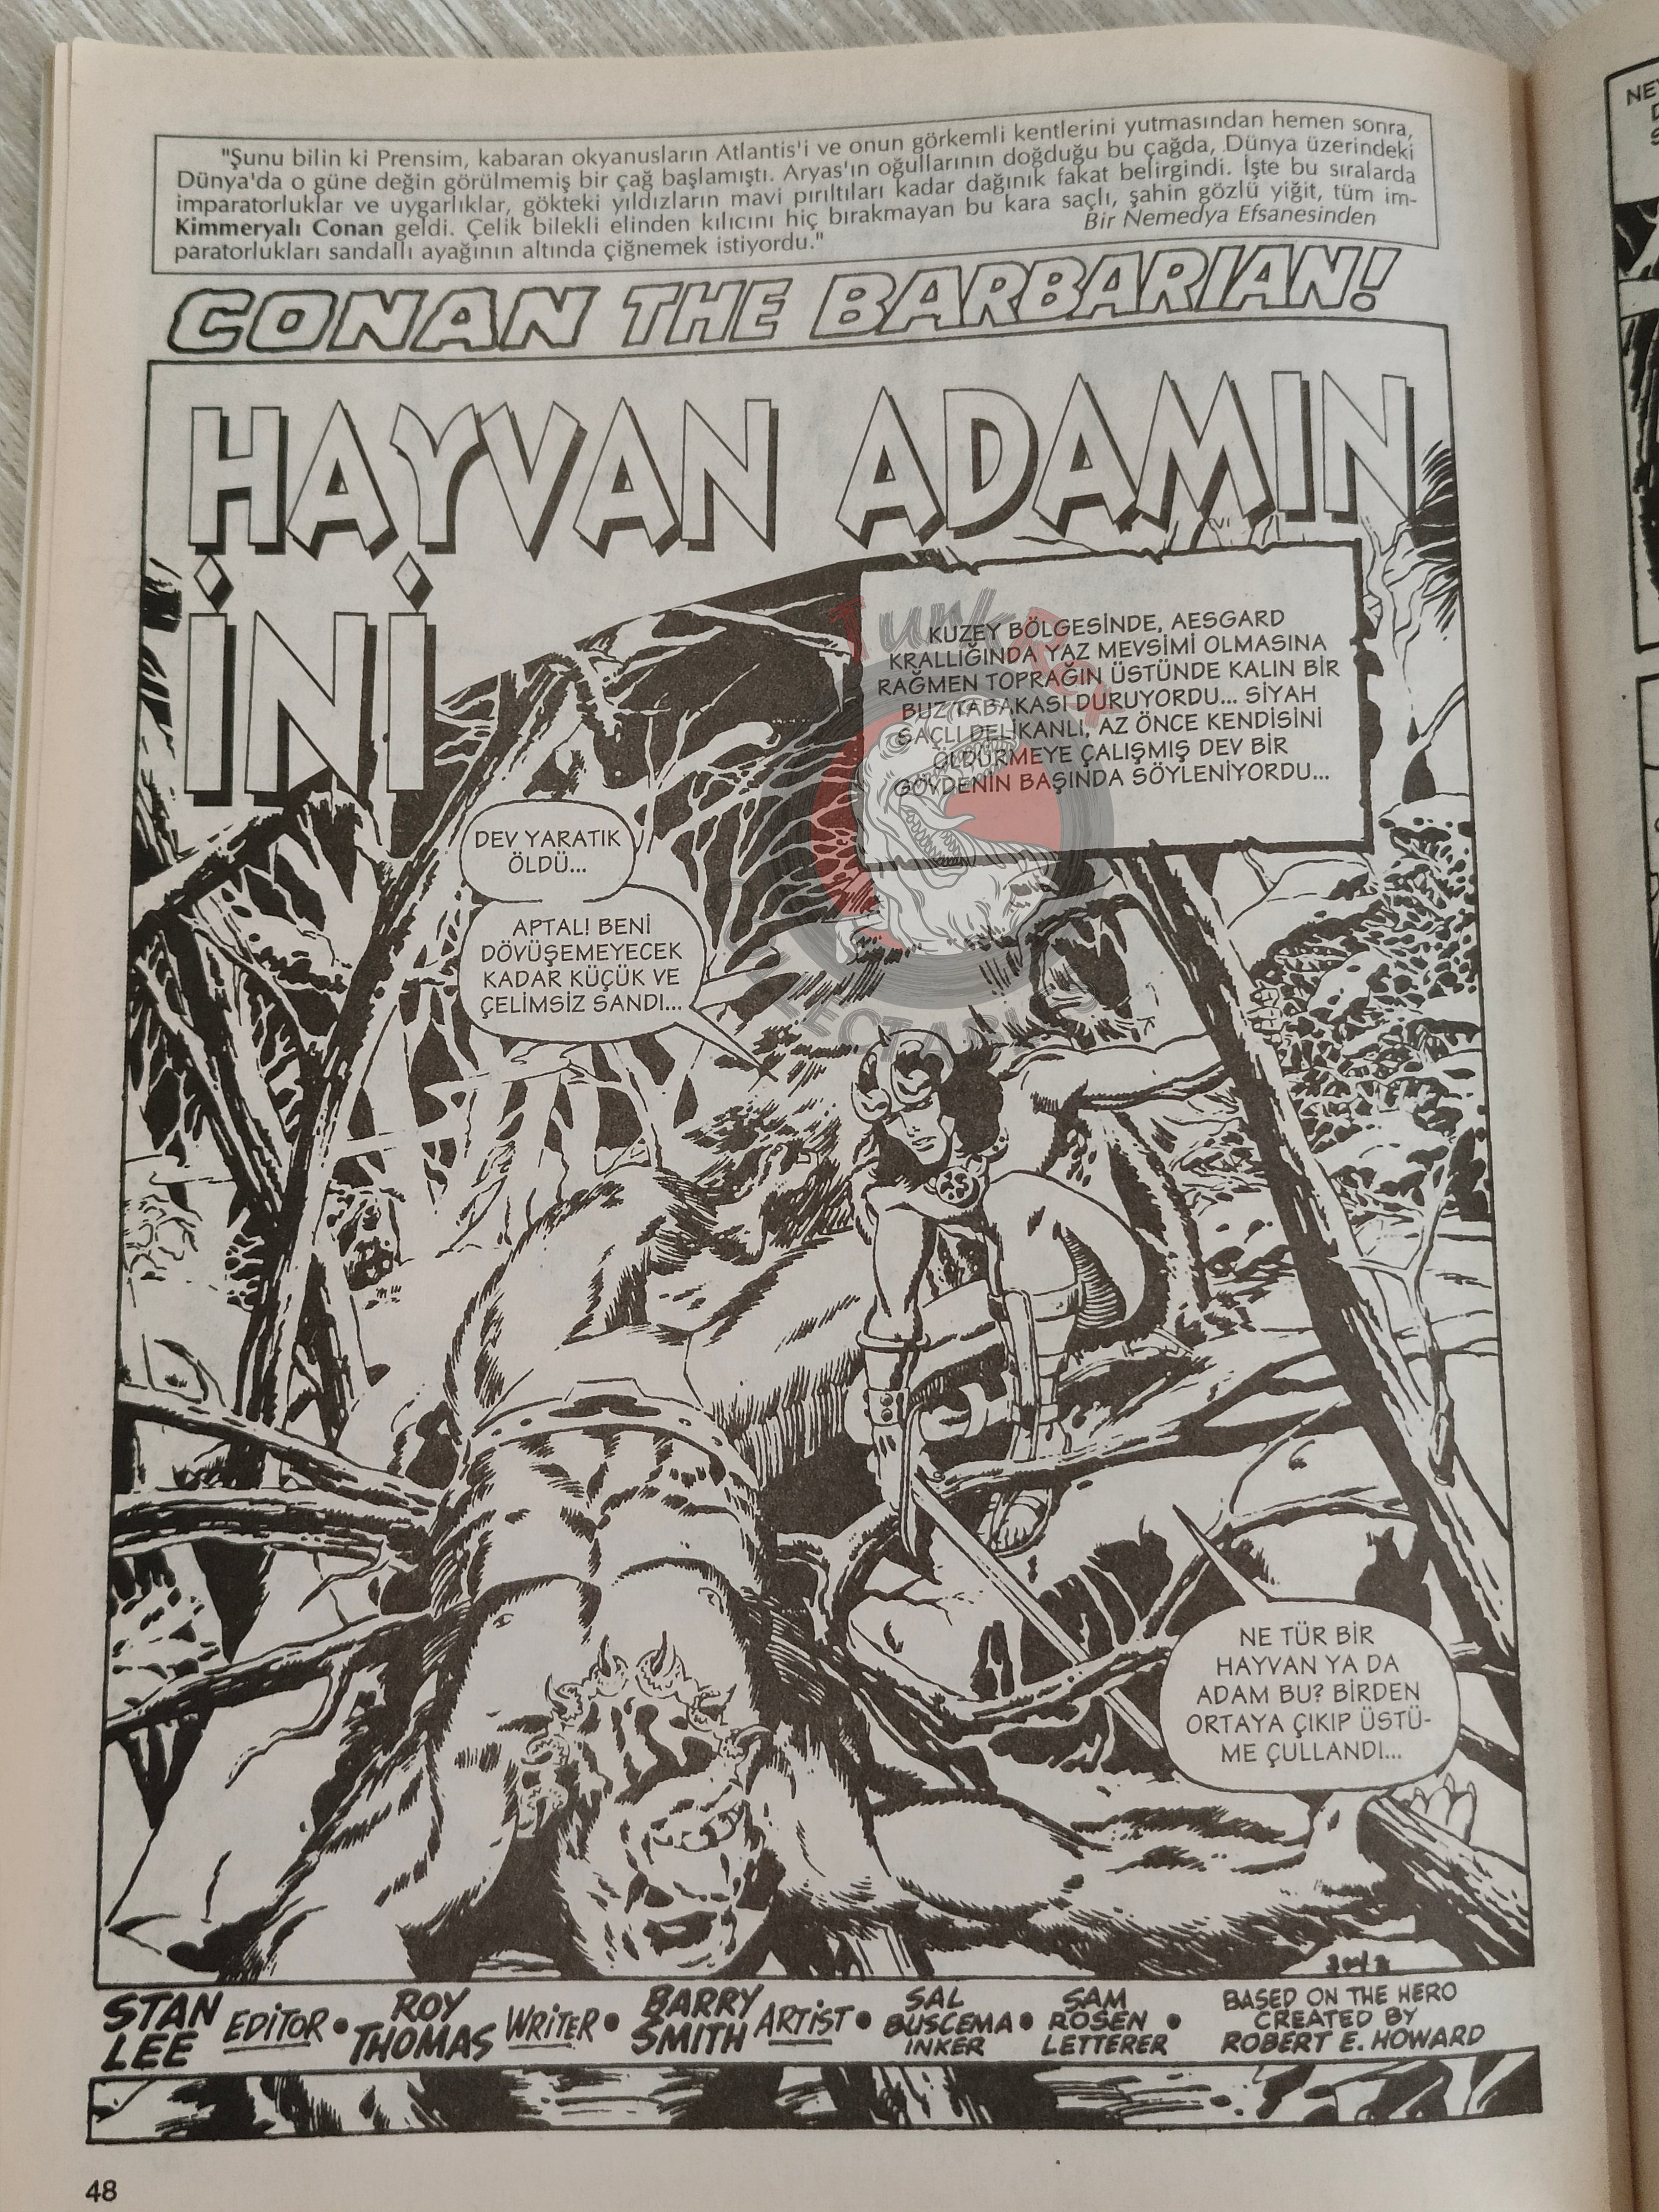 "Şunu bilin ki Prensim, kabaran okyanusların Atlantis'i ve onun görkemli kentlerini yutmasından hemen sonra,
Dünya'da o güne değin görülmemiş bir çağ başlamıştı. Aryas'ın oğullarının doğduğu bu çağda, Dünya üzerindeki
imparatorluklar ve uygarlıklar, gökteki yıldızların mavi pırıltıları kadar dağınık fakat belirgindi. İşte bu sıralarda
Kimmeryalı Conan geldi. Çelik bilekli elinden kılıcını hiç bırakmayan bu kara saçlı, şahin gözlü yiğit, tüm im-
paratorlukları sandallı ayağının altında çiğnemek istiyordu."
Bir Nemedya Efsanesinden
CONAN THE BARBARIAN!
HAYVAN ADAMIN
İNİ
KUZEY BÖLGESİNDE, AESGARD
KRALLIĞINDA YAZ MEVSİMİ OLMASINA
RAĞMEN TOPRAĞIN ÜSTÜNDE KALIN BİR
BUZ TABAKASI DURUYORDU... SİYAH
SAÇLI DELİKANLI, AZ ÖNCE KENDİSİNİ
ÖLDÜRMEYE ÇALIŞMIŞ DEV BİR
GÖVDENİN BAŞINDA SÖYLENİYORDU...
DEV YARATIK
ÖLDÜ...
APTAL! BENİ
DÖVÜŞEMEYECEK
KADAR KÜÇÜK VE
ÇELİMSİZ SANDI...
NE TÜR BİR
HAYVAN YA DA
ADAM BU? BİRDEN
ORTAYA ÇIKIP ÜSTÜ-
ME ÇULLANDI...
STAN LEE EDITOR • ROY THOMAS WRITER • BARRY SMITH ARTIST • SAL BUSCEMA INKER • SAM ROSEN LETTERER •
BASED ON THE HERO
CREATED BY
ROBERT E. HOWARD
48